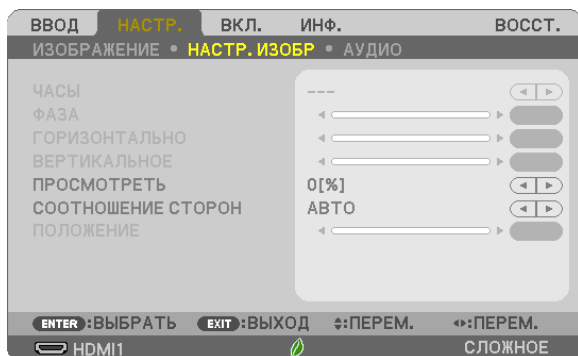 ВВОД НАСТР. ВКЛ. ИНФ. ВОССТ.
ИЗОБРАЖЕНИЕ • НАСТР. ИЗОБР • АУДИО
ЧАСЫ ---
ФАЗА
ГОРИЗОНТАЛЬНО
ВЕРТИКАЛЬНОЕ
ПРОСМОТРЕТЬ 0[%]
СООТНОШЕНИЕ СТОРОН АВТО
ПОЛОЖЕНИЕ
ENTER :ВЫБРАТЬ EXIT :ВЫХОД :ПЕРЕМ. :ПЕРЕМ.
HDMI1 СЛОЖНОЕ